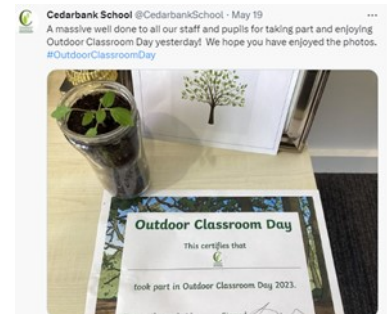 Cedarbank School @CedarbankSchool · May 19
A massive well done to all our staff and pupils for taking part and enjoying
Outdoor Classroom Day yesterday! We hope you have enjoyed the photos.
#OutdoorClassroomDay
Outdoor Classroom Day
This certifies that
took part in Outdoor Classroom Day 2023.